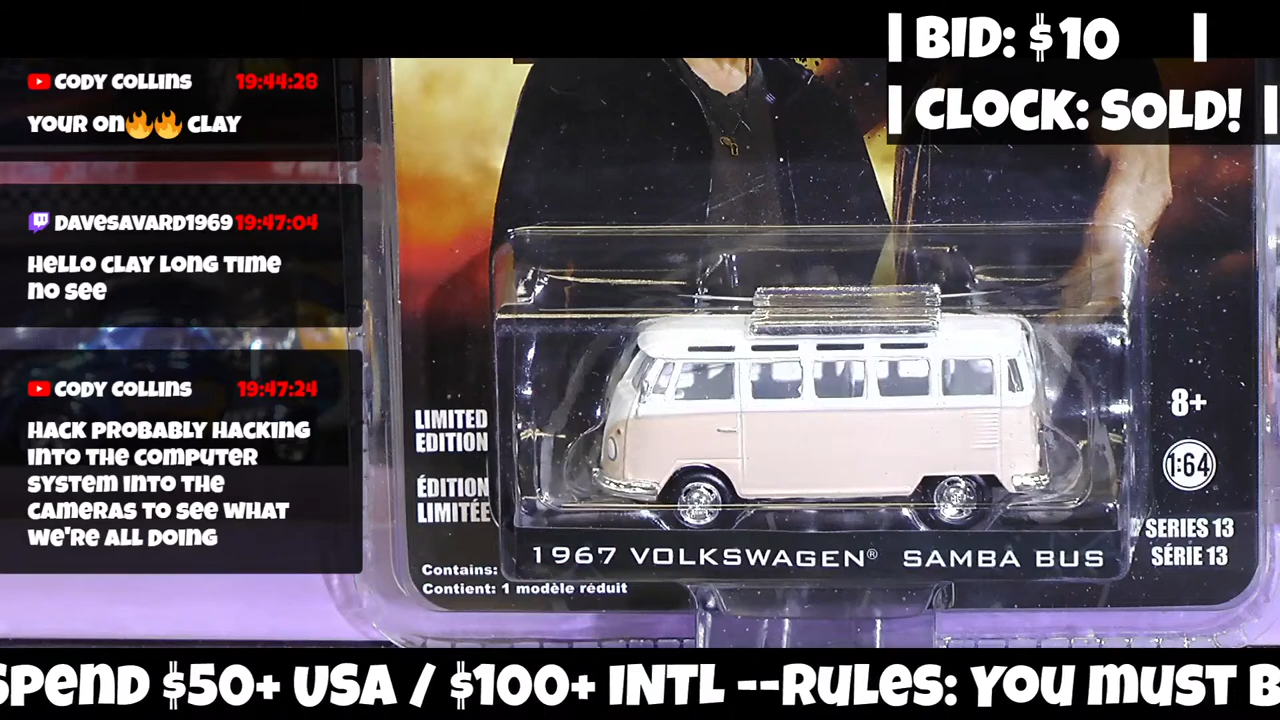 | BID: $10 |
| CLOCK: SOLD! |
CODY COLLINS 19:44:28
YOUR ON🔥🔥 CLAY
DAVESAVARD1969 19:47:04
HELLO CLAY LONG TIME
NO SEE
CODY COLLINS 19:47:24
HACK PROBABLY HACKING
INTO THE COMPUTER
SYSTEM INTO THE
CAMERAS TO SEE WHAT
WE'RE ALL DOING
LIMITED
EDITION
ÉDITION
LIMITÉE
Contains:
Contient: 1 modèle réduit
1967 VOLKSWAGEN® SAMBA BUS
8+
1:64
SERIES 13
SÉRIE 13
SPEND $50+ USA / $100+ INTL --RULES: YOU MUST B